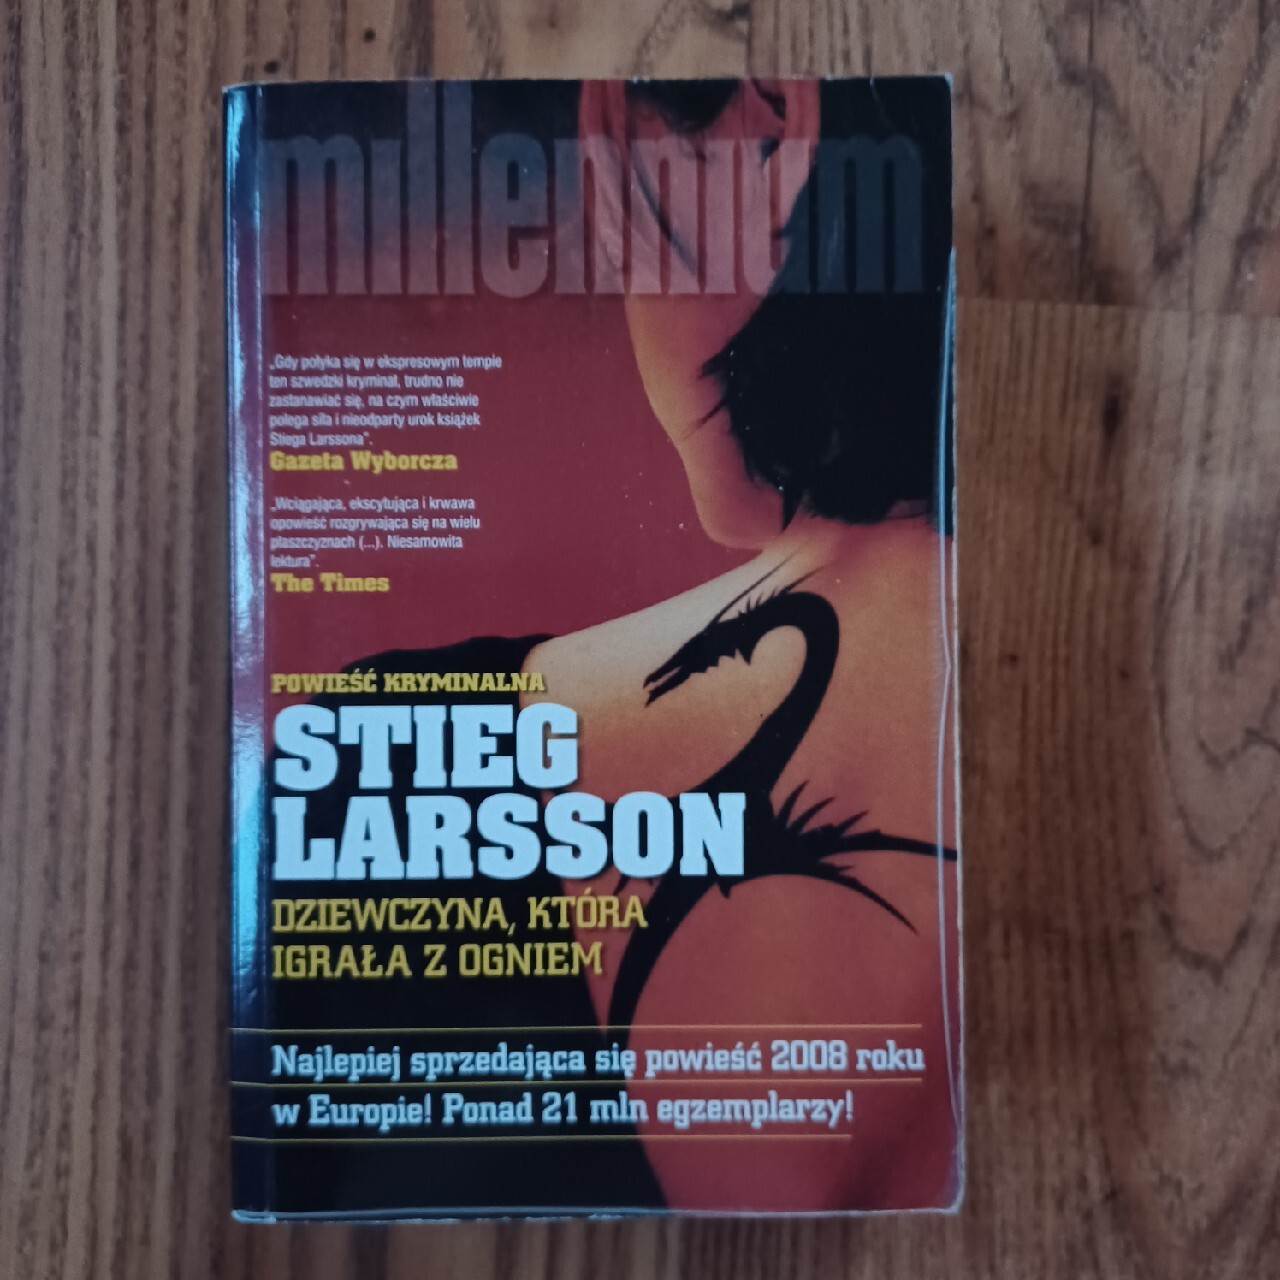 millennium
„Gdy połyka się w ekspresowym tempie
ten szwedzki kryminał, trudno nie
zastanawiać się, na czym właściwie
polega siła i nieodparty urok książek
Stiega Larssona”.
Gazeta Wyborcza
„Wciągająca, ekscytująca i krwawa
opowieść rozgrywająca się na wielu
płaszczyznach (...). Niesamowita
lektura”.
The Times
POWIEŚĆ KRYMINALNA
STIEG
LARSSON
DZIEWCZYNA, KTÓRA
IGRAŁA Z OGNIEM
Najlepiej sprzedająca się powieść 2008 roku
w Europie! Ponad 21 mln egzemplarzy!